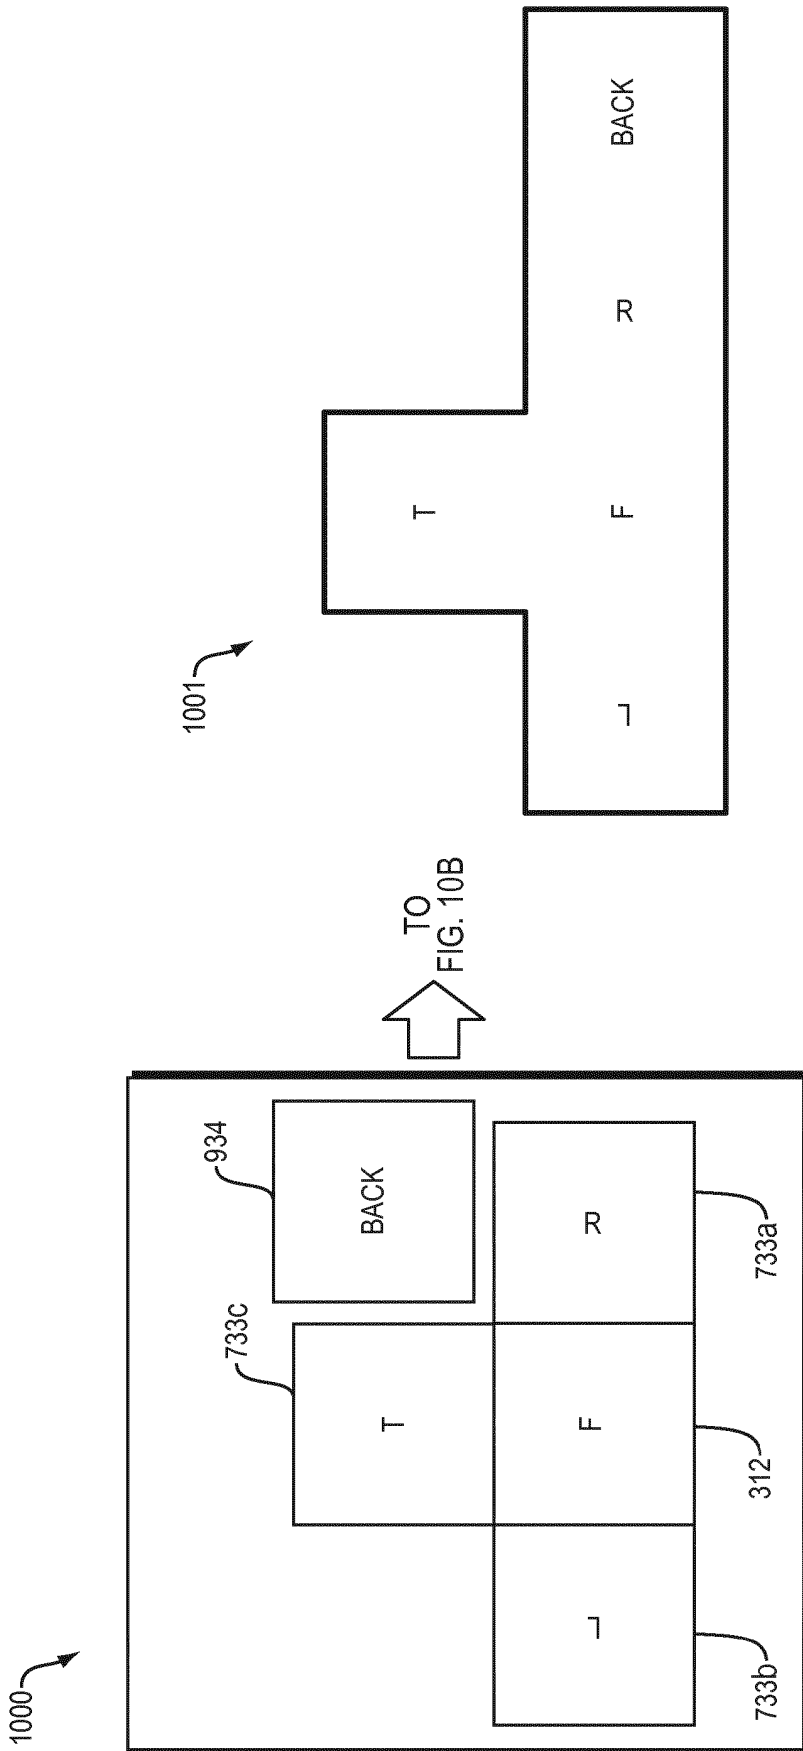 1000
733c
934
T
BACK
L
F
R
733b
312
733a
TO
FIG. 10B
1001
T
L
F
R
BACK